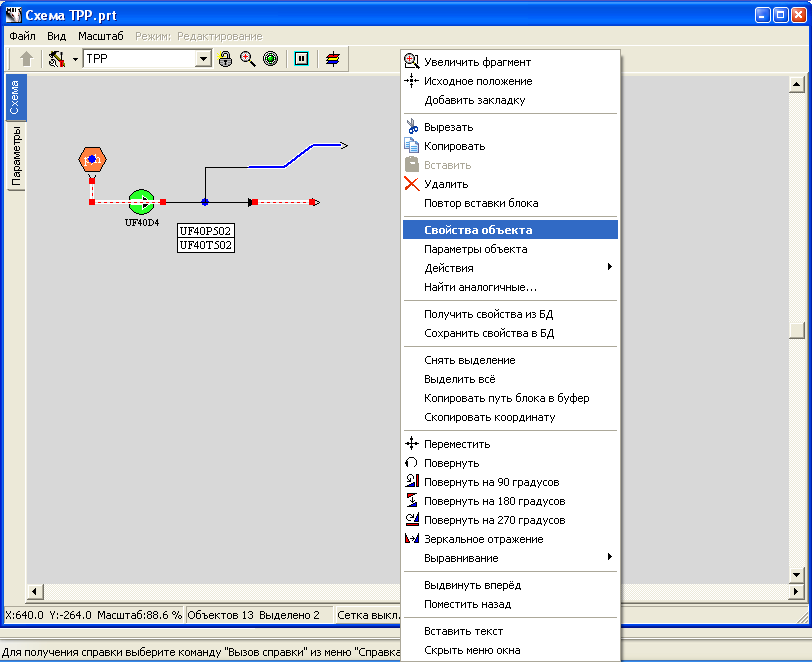 Схема TPP.prt
Файл Вид Масштаб Режим: Редактирование
TPP
Схема
Параметры
UF40D4
UF40P502
UF40T502
Увеличить фрагмент
Исходное положение
Добавить закладку
Вырезать
Копировать
Вставить
Удалить
Повтор вставки блока
Свойства объекта
Параметры объекта
Действия
Найти аналогичные...
Получить свойства из БД
Сохранить свойства в БД
Снять выделение
Выделить всё
Копировать путь блока в буфер
Скопировать координату
Переместить
Повернуть
Повернуть на 90 градусов
Повернуть на 180 градусов
Повернуть на 270 градусов
Зеркальное отражение
Выравнивание
Выдвинуть вперёд
Поместить назад
Вставить текст
Скрыть меню окна
X:640.0 Y:-264.0 Масштаб:88.6 % Объектов 13 Выделено 2 Сетка выкл.
Для получения справки выберите команду "Вызов справки" из меню "Справка